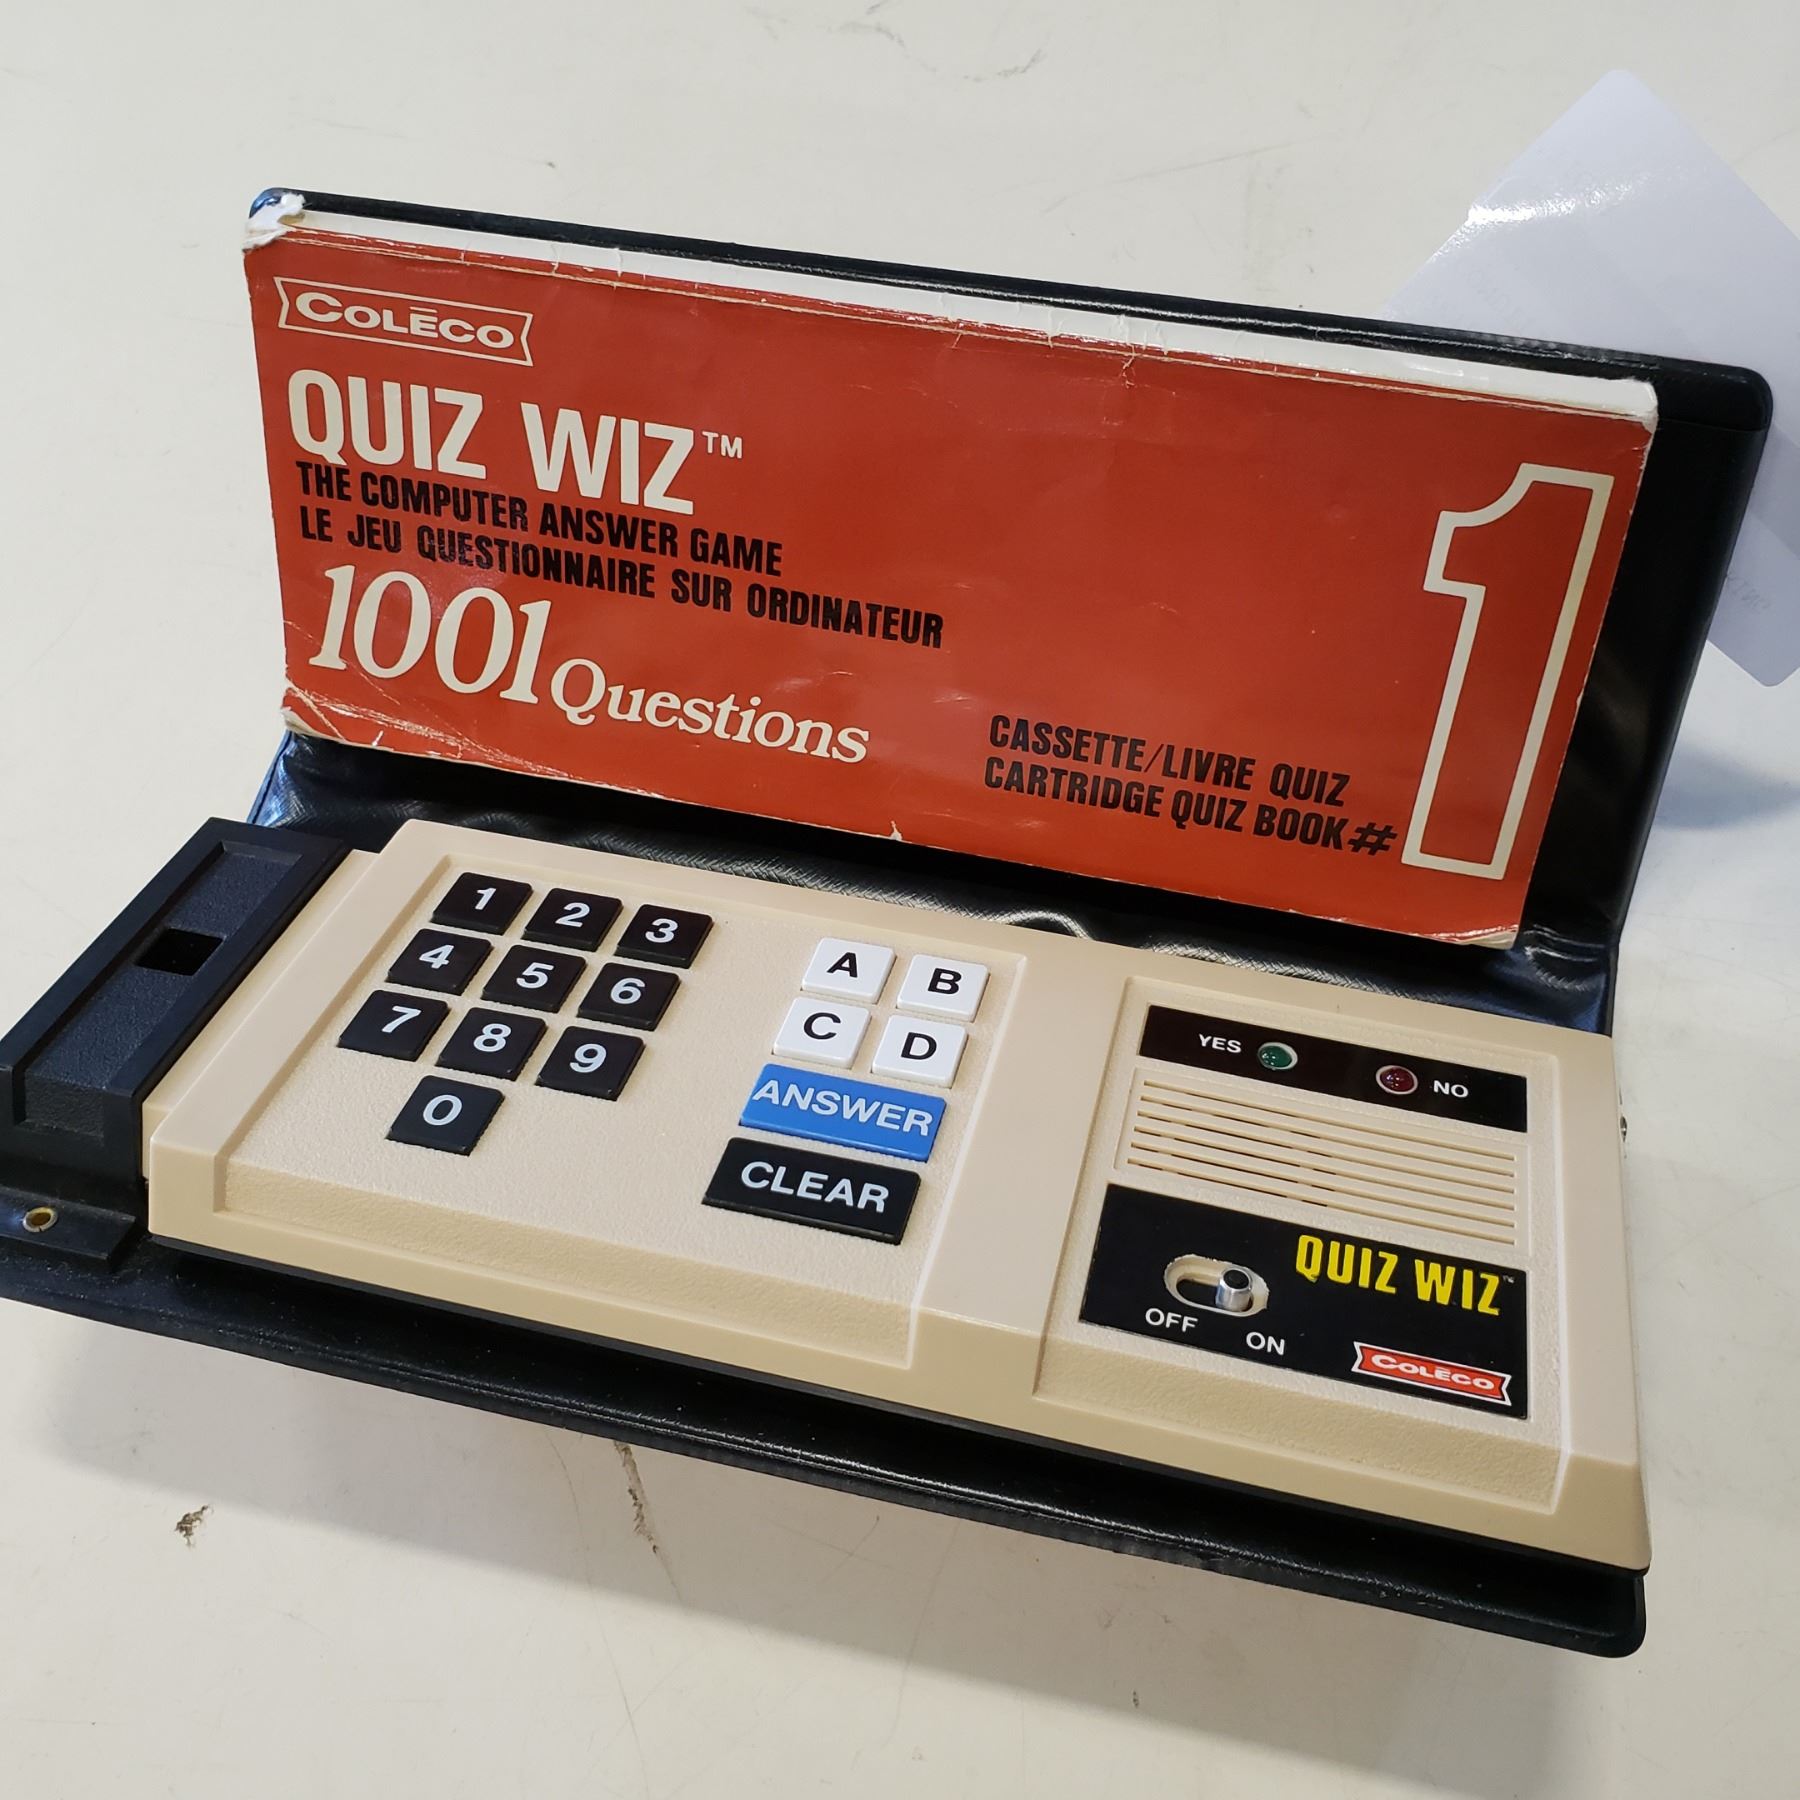 COLECO
QUIZ WIZ™
THE COMPUTER ANSWER GAME
LE JEU QUESTIONNAIRE SUR ORDINATEUR
1001 Questions
CASSETTE/LIVRE QUIZ
CARTRIDGE QUIZ BOOK # 1
1 2 3
4 5 6
7 8 9
0
A B
C D
ANSWER
CLEAR
YES NO
QUIZ WIZ™
OFF ON
COLECO